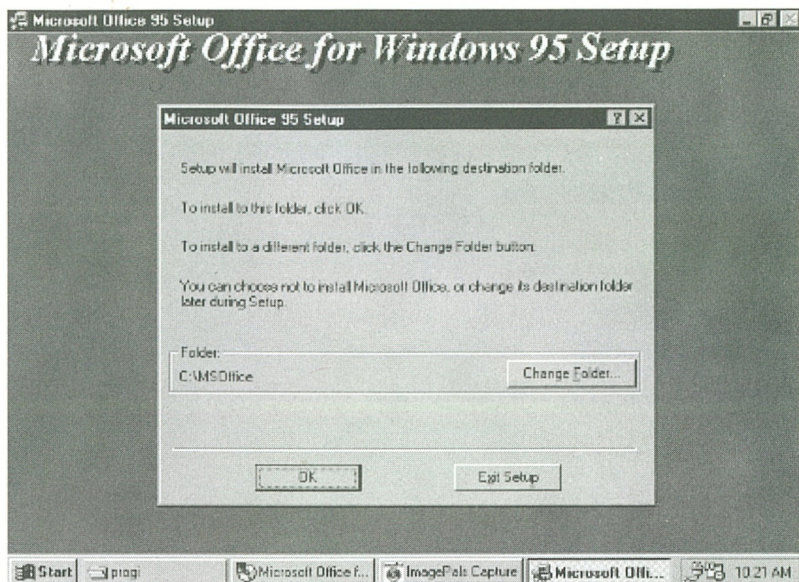 Microsoft Office 95 Setup
Microsoft Office for Windows 95 Setup
Microsoft Office 95 Setup
Setup will install Microsoft Office in the following destination folder.
To install to this folder, click OK.
To install to a different folder, click the Change Folder button.
You can choose not to install Microsoft Office, or change its destination folder
later during Setup.
Folder:
C:\MSOffice
Change Folder...
OK
Exit Setup
Start
progi
Microsoft Office f...
ImagePals Capture
Microsoft Offi...
10:21 AM